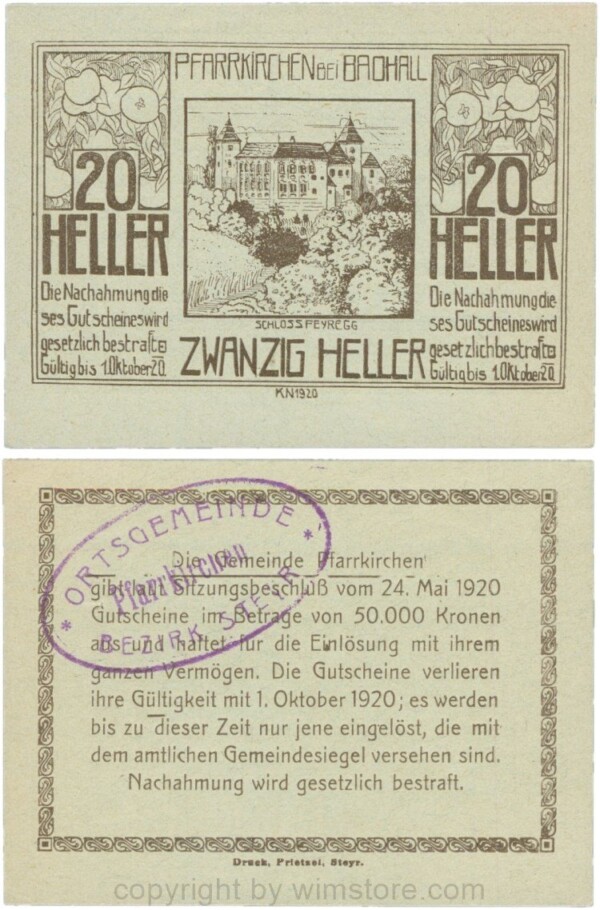 PFARRKIRCHEN BEI BADHALL
20
HELLER
Die Nachahmung die
ses Gutscheines wird
gesetzlich bestraft
Gültig bis 1.Oktober 20.
SCHLOSS FEYREGG
ZWANZIG HELLER
20
HELLER
Die Nachahmung die-
ses Gutscheines wird
gesetzlich bestraft
Gültig bis 1.Oktober 20.
KN1920
* ORTSGEMEINDE *
Pfarrkirchen
BEZIRK STEYR
Die Gemeinde Pfarrkirchen
gibt laut Sitzungsbeschluß vom 24. Mai 1920
Gutscheine im Betrage von 50.000 Kronen
aus und haftet für die Einlösung mit ihrem
ganzen Vermögen. Die Gutscheine verlieren
ihre Gültigkeit mit 1. Oktober 1920; es werden
bis zu dieser Zeit nur jene eingelöst, die mit
dem amtlichen Gemeindesiegel versehen sind.
Nachahmung wird gesetzlich bestraft.
Druck, Prietzel, Steyr.
copyright by wimstore.com